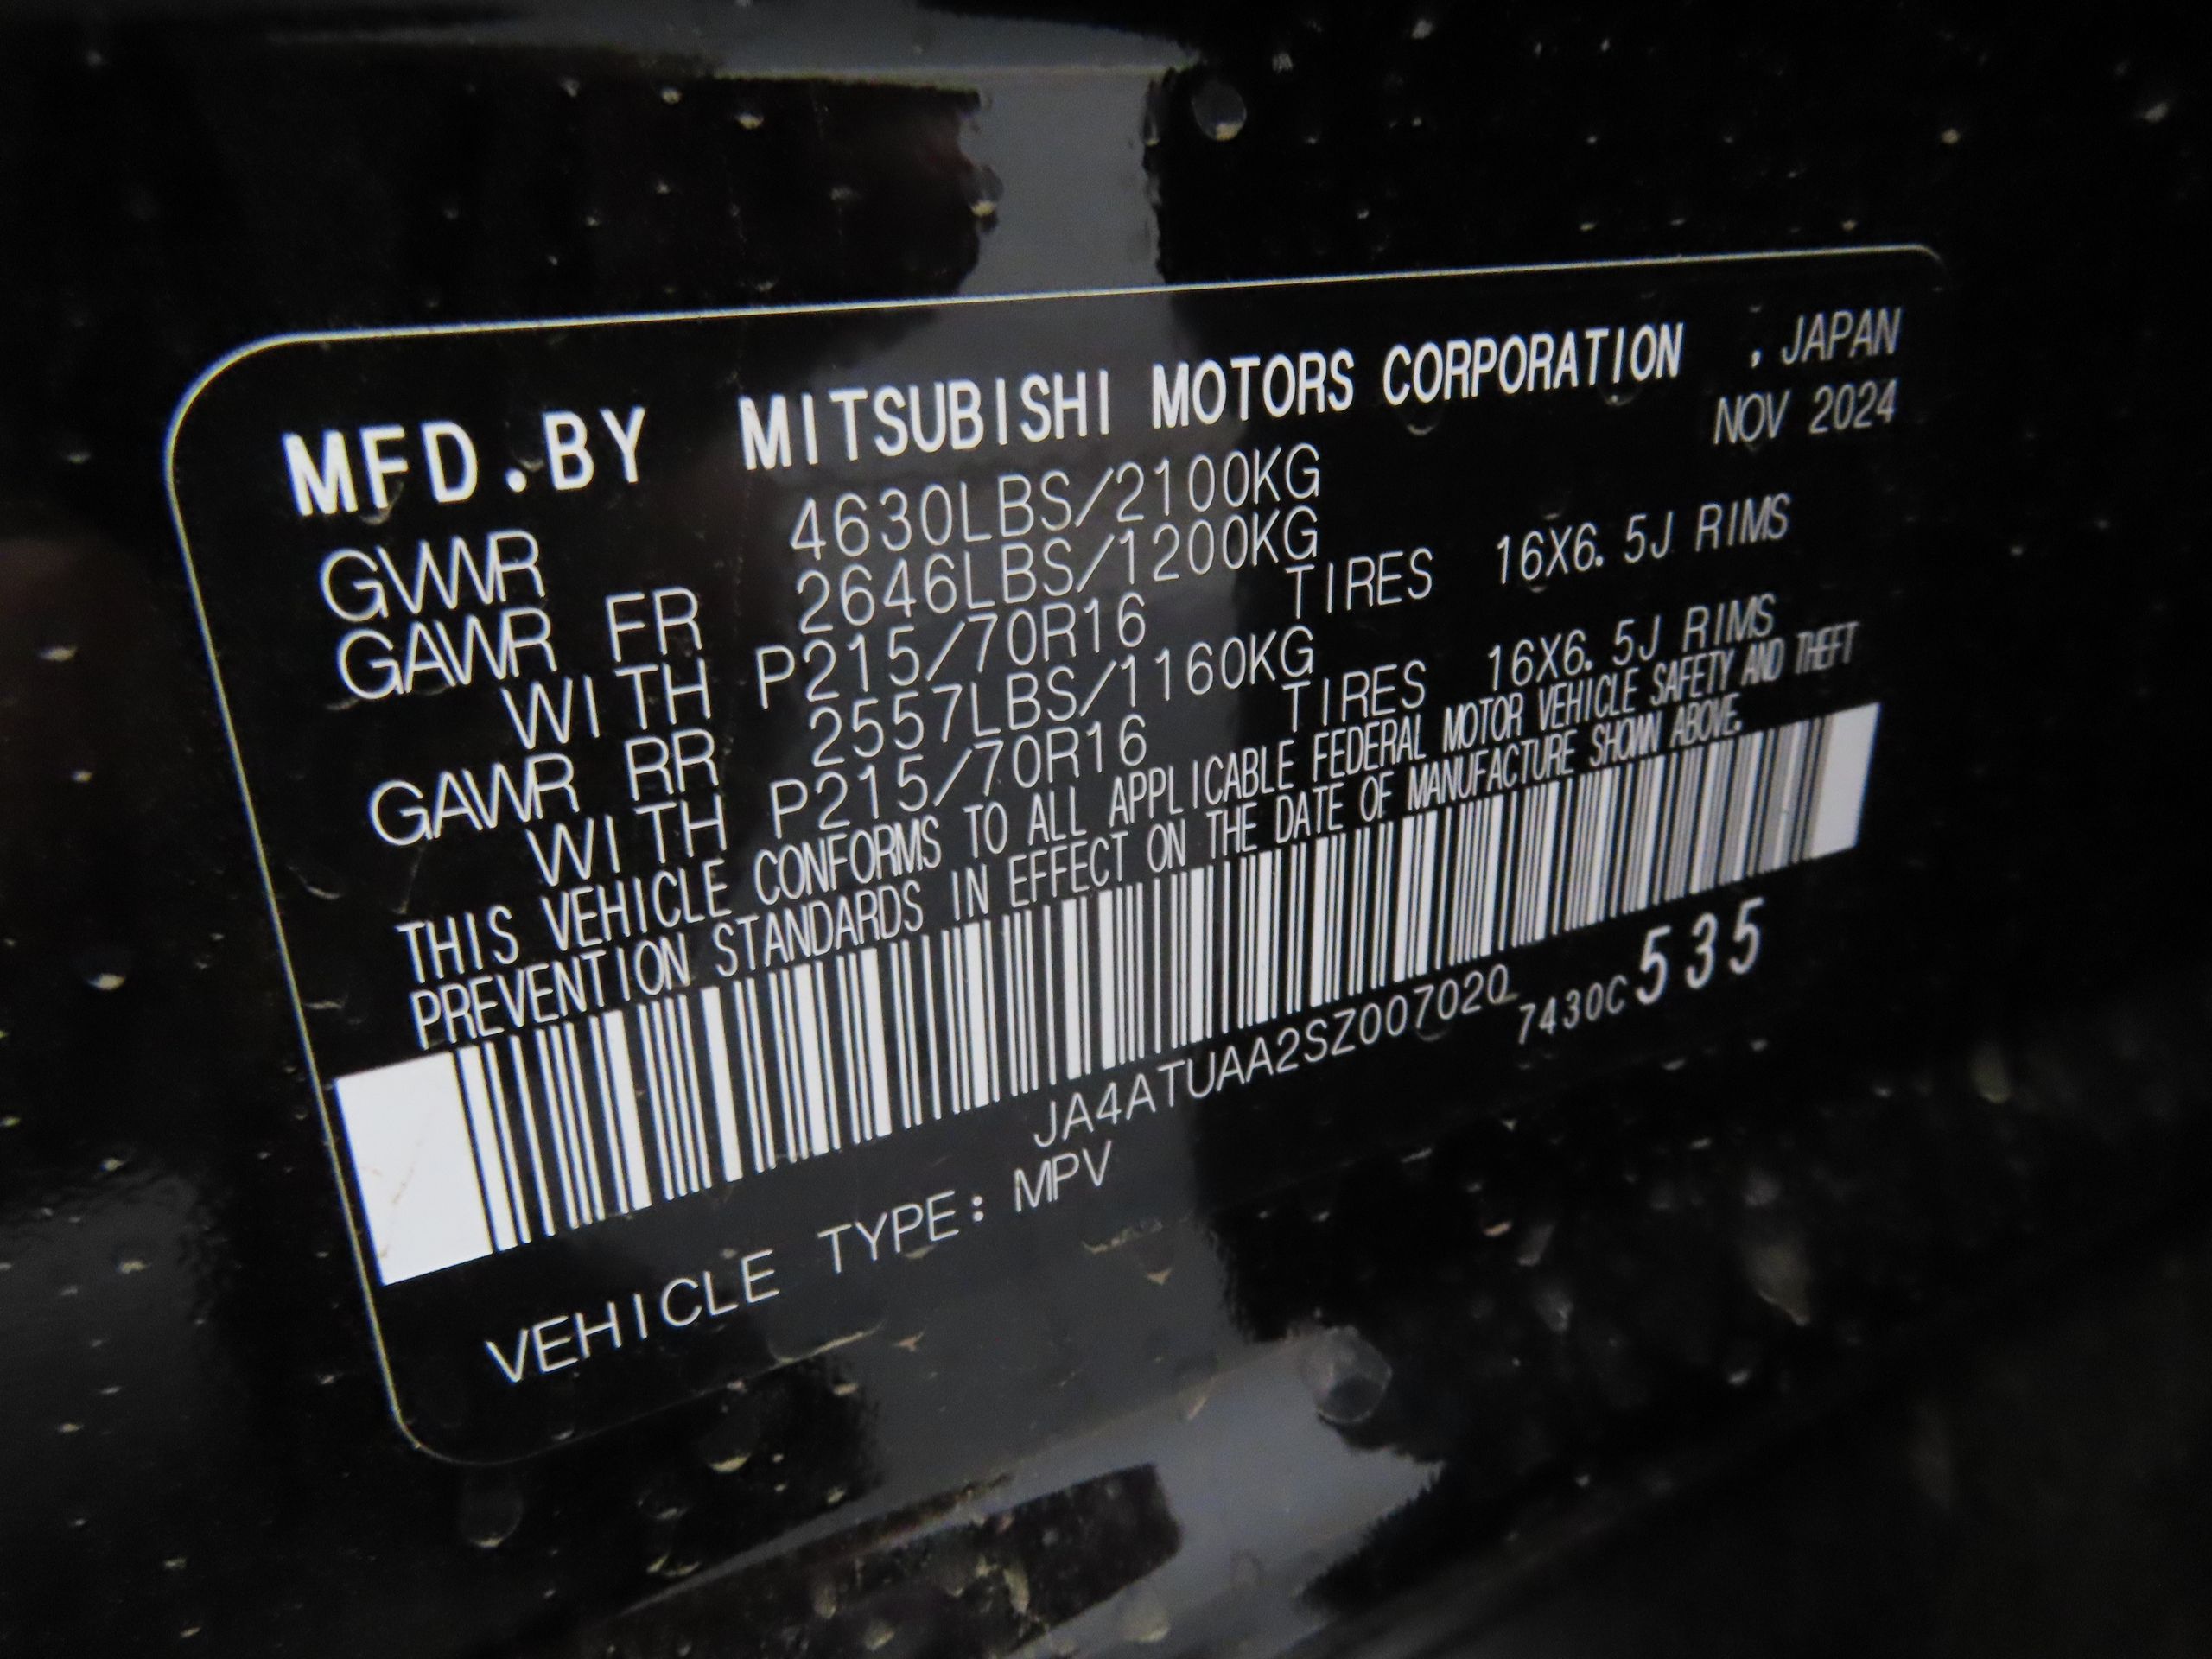 MFD.BY MITSUBISHI MOTORS CORPORATION , JAPAN
NOV 2024
GVWR 4630LBS/2100KG
GAWR FR 2646LBS/1200KG
WITH P215/70R16 TIRES 16X6.5J RIMS
GAWR RR 2557LBS/1160KG
WITH P215/70R16 TIRES 16X6.5J RIMS
THIS VEHICLE CONFORMS TO ALL APPLICABLE FEDERAL MOTOR VEHICLE SAFETY AND THEFT
PREVENTION STANDARDS IN EFFECT ON THE DATE OF MANUFACTURE SHOWN ABOVE.
JA4ATUAA2SZ007020 7430C535
VEHICLE TYPE: MPV